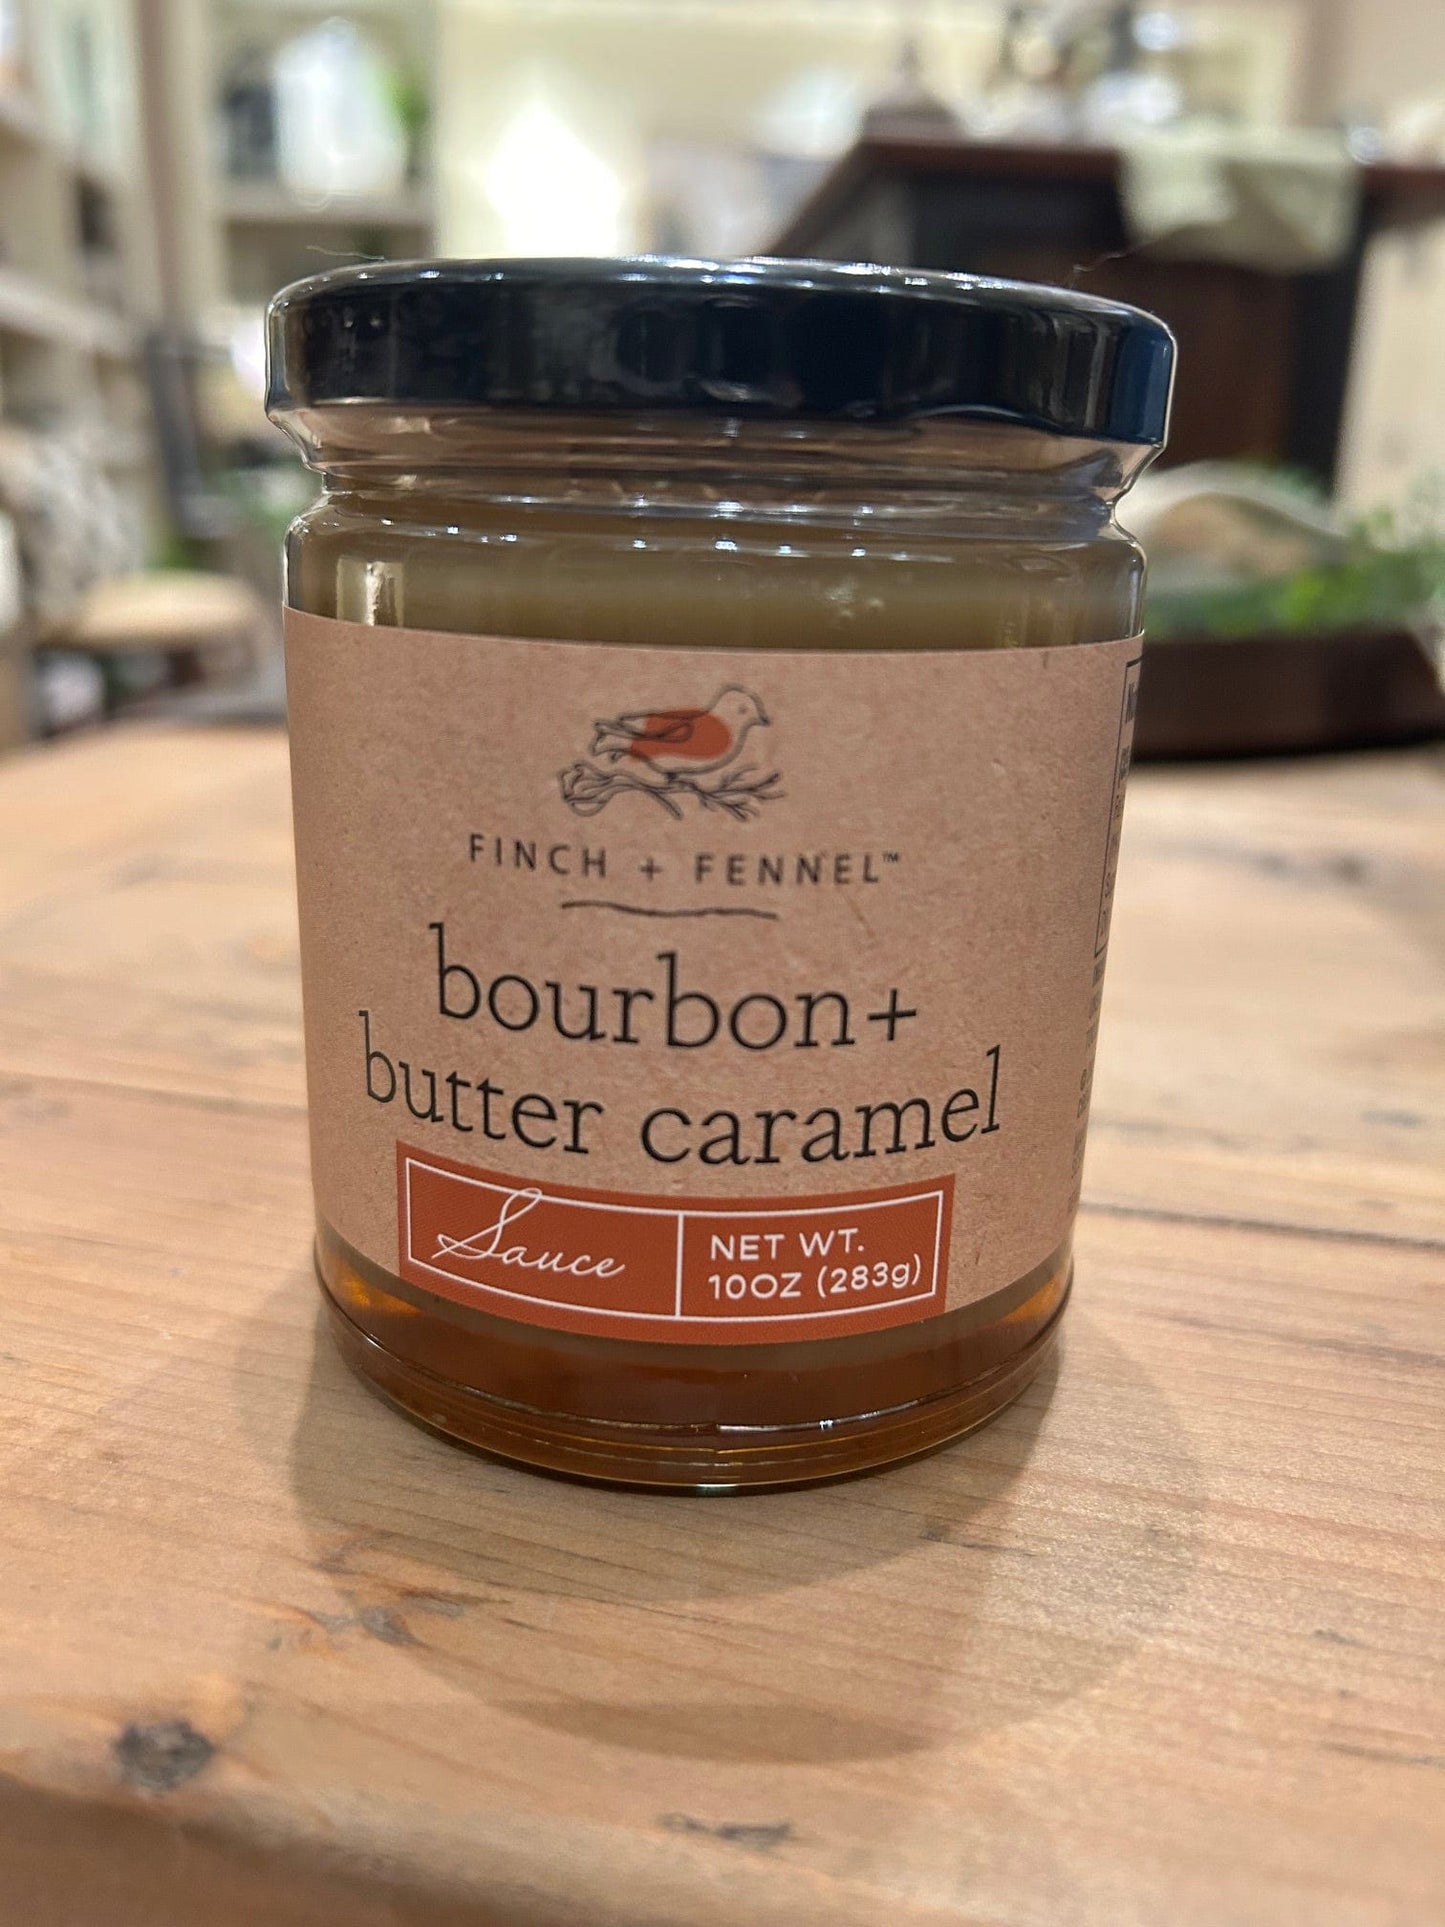 FINCH + FENNEL™
bourbon+
butter caramel
Sauce
NET WT.
10OZ (283g)